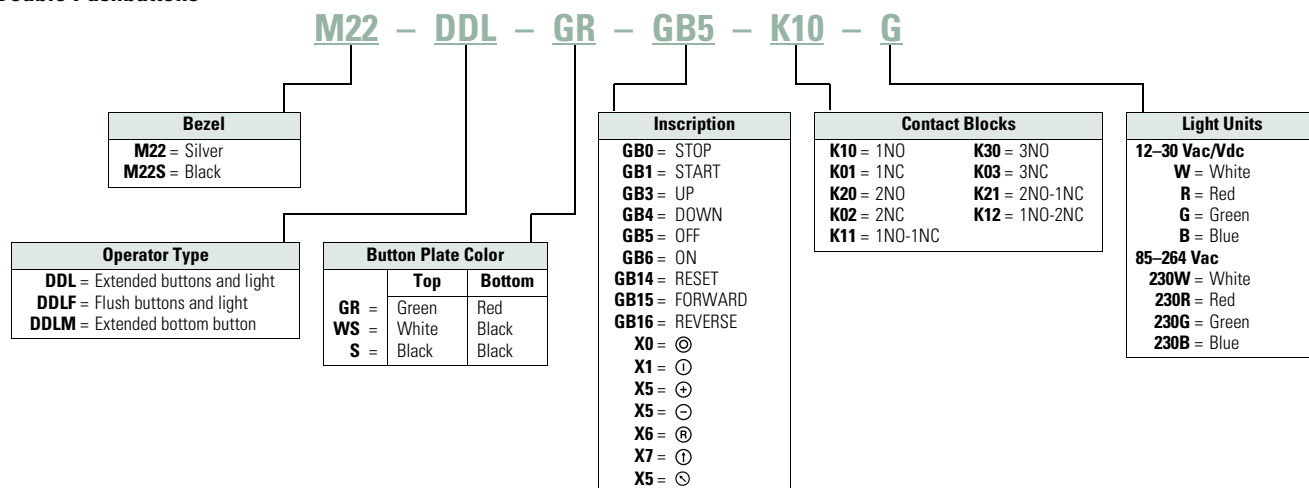 M22 – DDL – GR – GB5 – K10 – G
Bezel
M22 = Silver
M22S = Black
Operator Type
DDL = Extended buttons and light
DDLF = Flush buttons and light
DDLM = Extended bottom button
Button Plate Color
Top Bottom
GR = Green Red
WS = White Black
S = Black Black
Inscription
GB0 = STOP
GB1 = START
GB3 = UP
GB4 = DOWN
GB5 = OFF
GB6 = ON
GB14 = RESET
GB15 = FORWARD
GB16 = REVERSE
X0 =
X1 =
X5 =
X5 =
X6 = R
X7 =
X5 =
Contact Blocks
K10 = 1NO K30 = 3NO
K01 = 1NC K03 = 3NC
K20 = 2NO K21 = 2NO-1NC
K02 = 2NC K12 = 1NO-2NC
K11 = 1NO-1NC
Light Units
12–30 Vac/Vdc
W = White
R = Red
G = Green
B = Blue
85–264 Vac
230W = White
230R = Red
230G = Green
230B = Blue